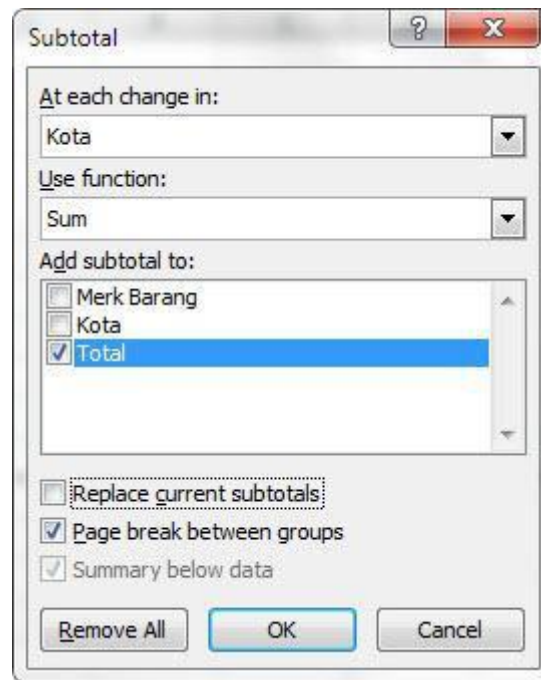 Subtotal
At each change in:
Kota
Use function:
Sum
Add subtotal to:
Merk Barang
Kota
Total
Replace current subtotals
Page break between groups
Summary below data
Remove All OK Cancel